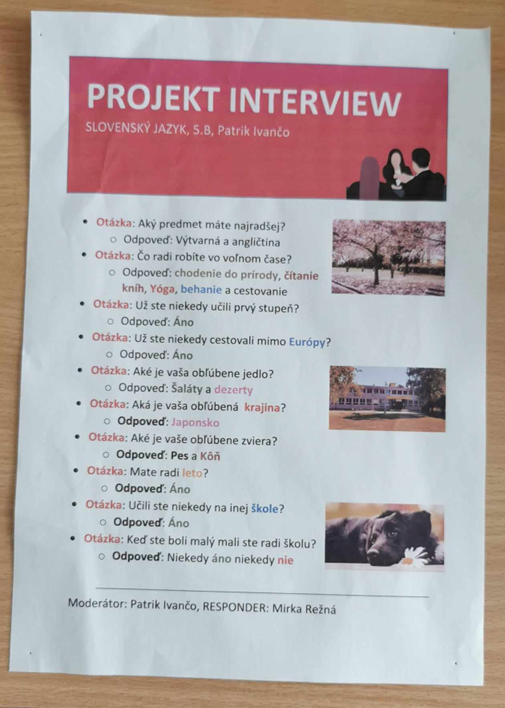 PROJEKT INTERVIEW
SLOVENSKÝ JAZYK, 5.B, Patrik Ivančo
• Otázka: Aký predmet máte najradšej?
○ Odpoveď: Výtvarná a angličtina
• Otázka: Čo radi robíte vo voľnom čase?
○ Odpoveď: chodenie do prírody, čítanie
kníh, Yóga, behanie a cestovanie
• Otázka: Už ste niekedy učili prvý stupeň?
○ Odpoveď: Áno
• Otázka: Už ste niekedy cestovali mimo Európy?
○ Odpoveď: Áno
• Otázka: Aké je vaša obľúbene jedlo?
○ Odpoveď: Šaláty a dezerty
• Otázka: Aká je vaša obľúbená krajina?
○ Odpoveď: Japonsko
• Otázka: Aké je vaše obľúbene zviera?
○ Odpoveď: Pes a Kôň
• Otázka: Mate radi leto?
○ Odpoveď: Áno
• Otázka: Učili ste niekedy na inej škole?
○ Odpoveď: Áno
• Otázka: Keď ste boli malý mali ste radi školu?
○ Odpoveď: Niekedy áno niekedy nie
Moderátor: Patrik Ivančo, RESPONDER: Mirka Režná